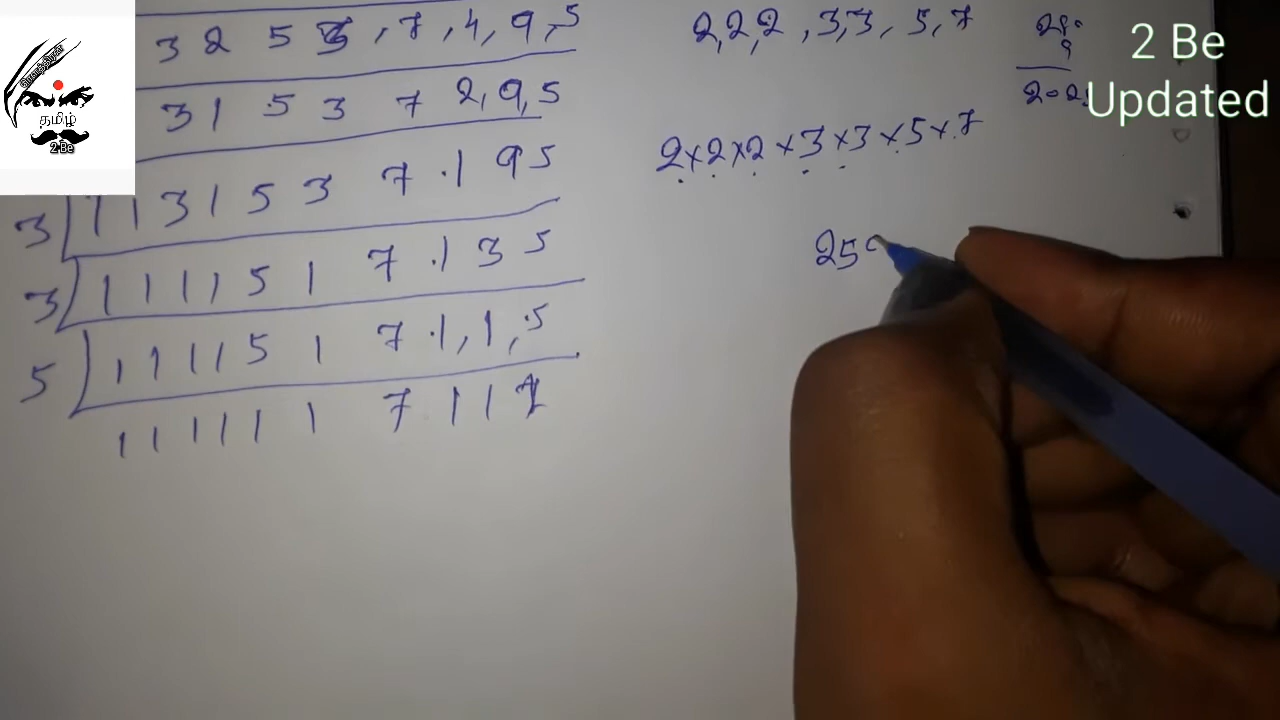 3 2 5 3 , 7 , 4 , 9 , 5
3 1 5 3 7 2 , 9 , 5
3 1 1 3 1 5 3 7 . 1 9 5
3 1 1 1 1 5 1 7 . 1 3 5
5 1 1 1 1 5 1 7 . 1 , 1 , 5
1 1 1 1 1 1 7 1 1 1
2,2,2 , 3,3 , 5,7
2×2×2×3×3×5×7
25
2 Be
Updated
தமிழ்
2 Be